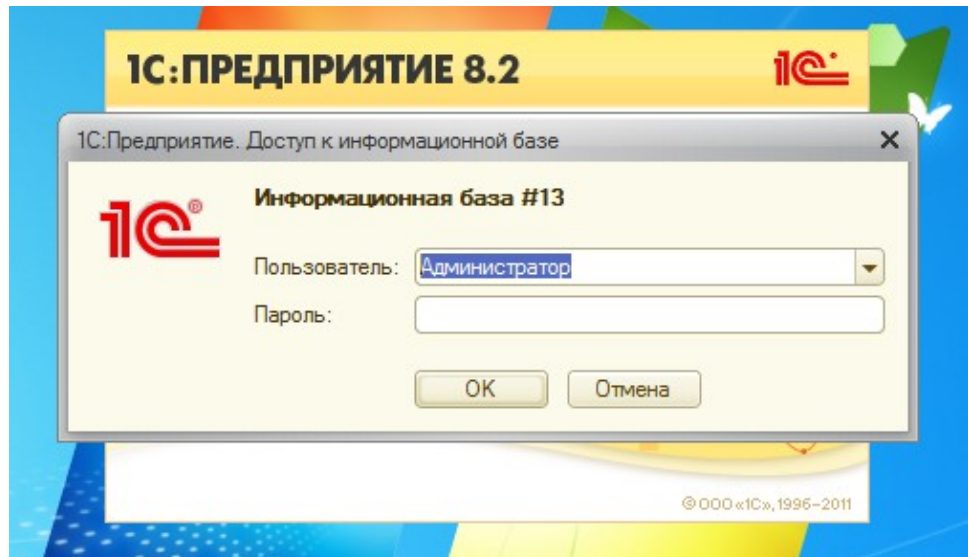 1С:ПРЕДПРИЯТИЕ 8.2
1С
1С:Предприятие. Доступ к информационной базе
1С®
Информационная база #13
Пользователь: Администратор
Пароль:
OK Отмена
© ООО «1С», 1996–2011